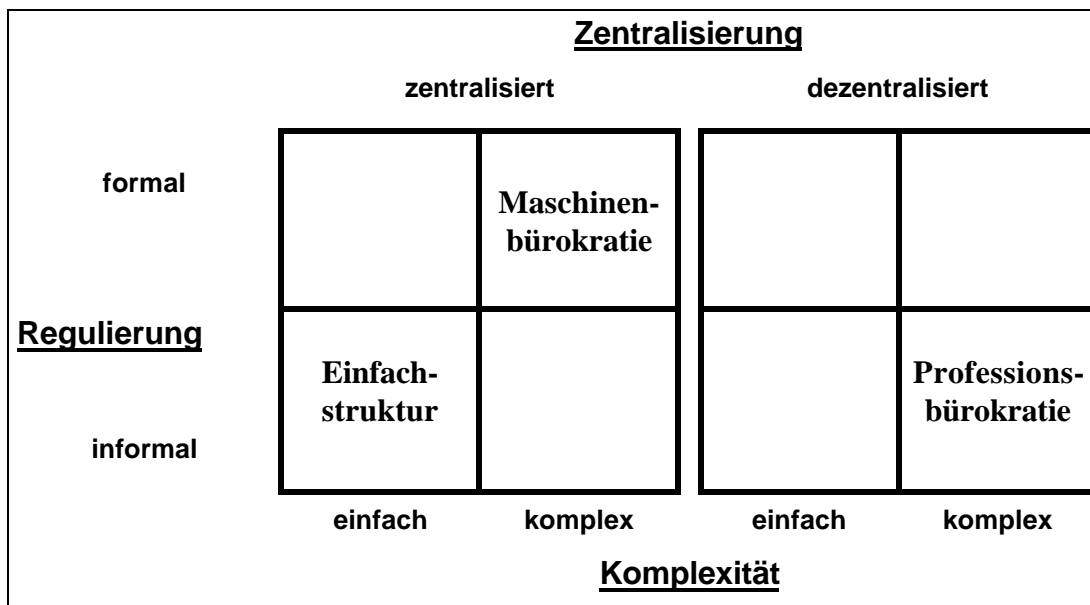 Zentralisierung
zentralisiert dezentralisiert
formal
Maschinen-
bürokratie
Regulierung
Einfach-
struktur
Professions-
bürokratie
informal
einfach komplex einfach komplex
Komplexität